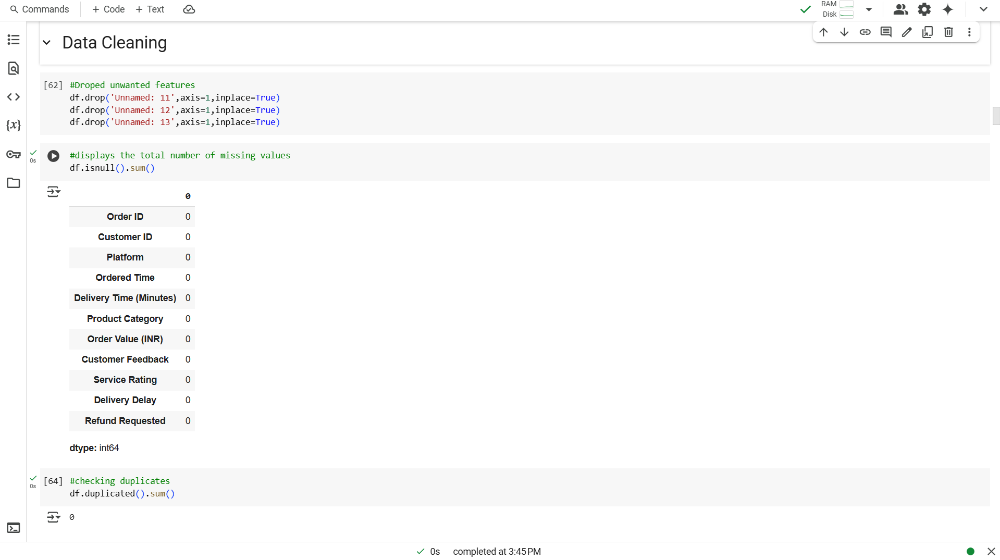 Commands
+ Code
+ Text
RAM
Disk
Data Cleaning
[62]
#Droped unwanted features
df.drop('Unnamed: 11',axis=1,inplace=True)
df.drop('Unnamed: 12',axis=1,inplace=True)
df.drop('Unnamed: 13',axis=1,inplace=True)
0s
#displays the total number of missing values
df.isnull().sum()
0
Order ID 0
Customer ID 0
Platform 0
Ordered Time 0
Delivery Time (Minutes) 0
Product Category 0
Order Value (INR) 0
Customer Feedback 0
Service Rating 0
Delivery Delay 0
Refund Requested 0
dtype: int64
0s
[64]
#checking duplicates
df.duplicated().sum()
0
0s completed at 3:45 PM